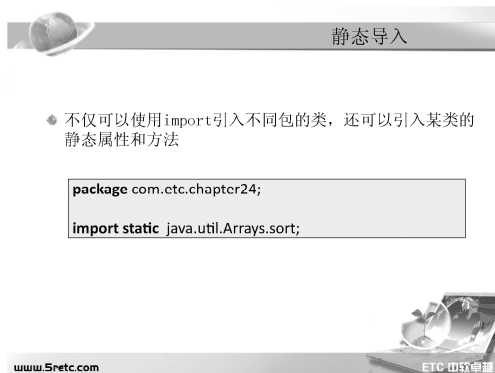 静态导入
不仅可以使用import引入不同包的类，还可以引入某类的
静态属性和方法
package com.etc.chapter24;
import static java.util.Arrays.sort;
www.5retc.com
ETC 中软卓越